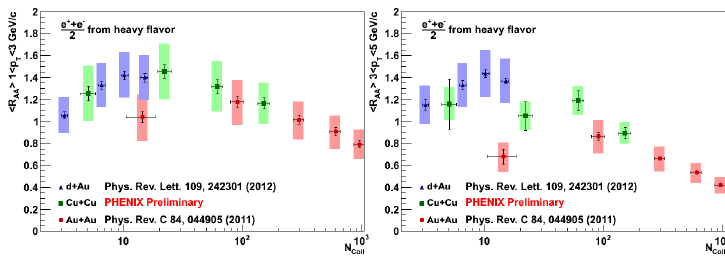 e⁺+e⁻
2
from heavy flavor
<R_AA> 1<p_T<3 GeV/c
2
1.8
1.6
1.4
1.2
1
0.8
0.6
0.4
0.2
0
d+Au Phys. Rev. Lett. 109, 242301 (2012)
Cu+Cu PHENIX Preliminary
Au+Au Phys. Rev. C 84, 044905 (2011)
10
10²
10³
N_Coll
e⁺+e⁻
2
from heavy flavor
<R_AA> 3<p_T<5 GeV/c
2
1.8
1.6
1.4
1.2
1
0.8
0.6
0.4
0.2
0
d+Au Phys. Rev. Lett. 109, 242301 (2012)
Cu+Cu PHENIX Preliminary
Au+Au Phys. Rev. C 84, 044905 (2011)
10
10²
10³
N_Coll